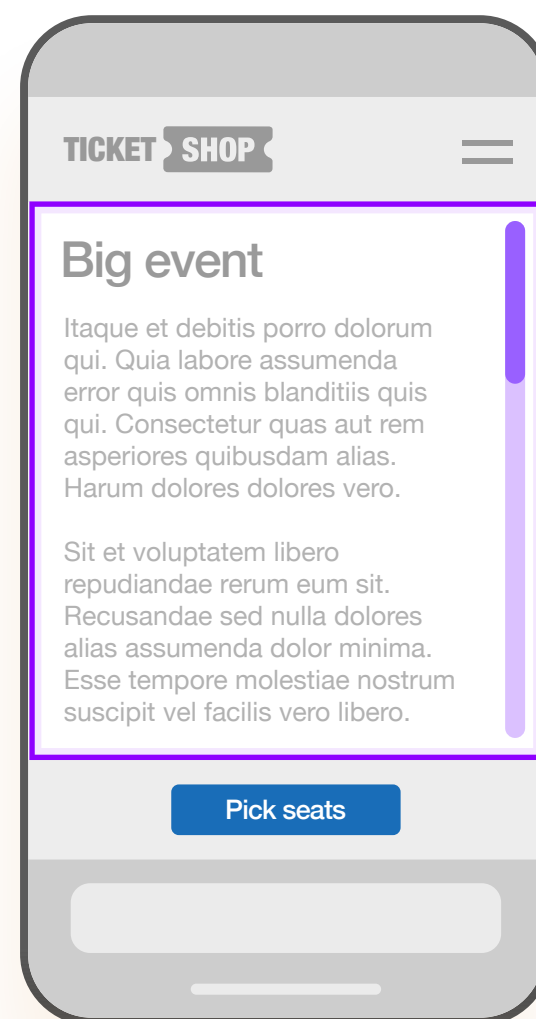 TICKET SHOP
Big event
Itaque et debitis porro dolorum
qui. Quia labore assumenda
error quis omnis blanditiis quis
qui. Consectetur quas aut rem
asperiores quibusdam alias.
Harum dolores dolores vero.
Sit et voluptatem libero
repudiandae rerum eum sit.
Recusandae sed nulla dolores
alias assumenda dolor minima.
Esse tempore molestiae nostrum
suscipit vel facilis vero libero.
Pick seats